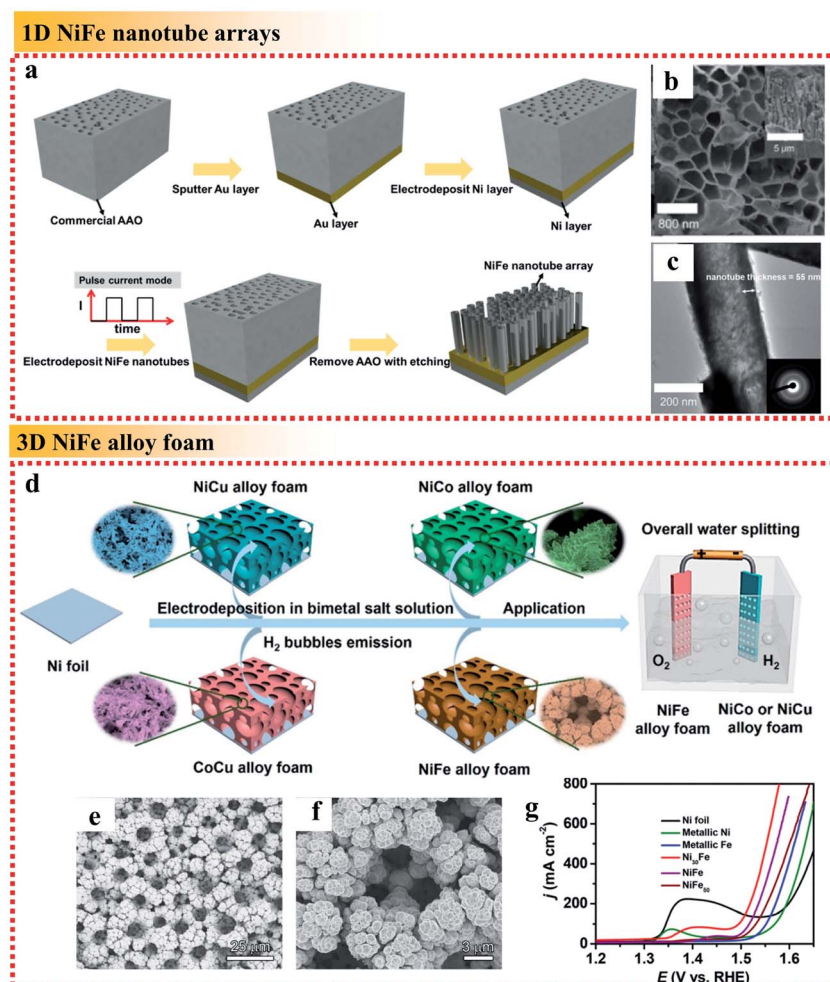 1D NiFe nanotube arrays
a
Commercial AAO
Sputter Au layer
Au layer
Electrodeposit Ni layer
Ni layer
Pulse current mode
I
time
Electrodeposit NiFe nanotubes
Remove AAO with etching
NiFe nanotube array
b
5 μm
800 nm
c
nanotube thickness = 55 nm
200 nm
3D NiFe alloy foam
d
NiCu alloy foam
NiCo alloy foam
Overall water splitting
+
-
Ni foil
Electrodeposition in bimetal salt solution
Application
H₂ bubbles emission
O₂
H₂
CoCu alloy foam
NiFe alloy foam
NiFe
alloy foam
NiCo or NiCu
alloy foam
e
25 μm
f
3 μm
g
j (mA cm⁻²)
800
600
400
200
0
Ni foil
Metallic Ni
Metallic Fe
Ni₃₀Fe
NiFe
NiFe₅₀
1.2
1.3
1.4
1.5
1.6
E (V vs. RHE)